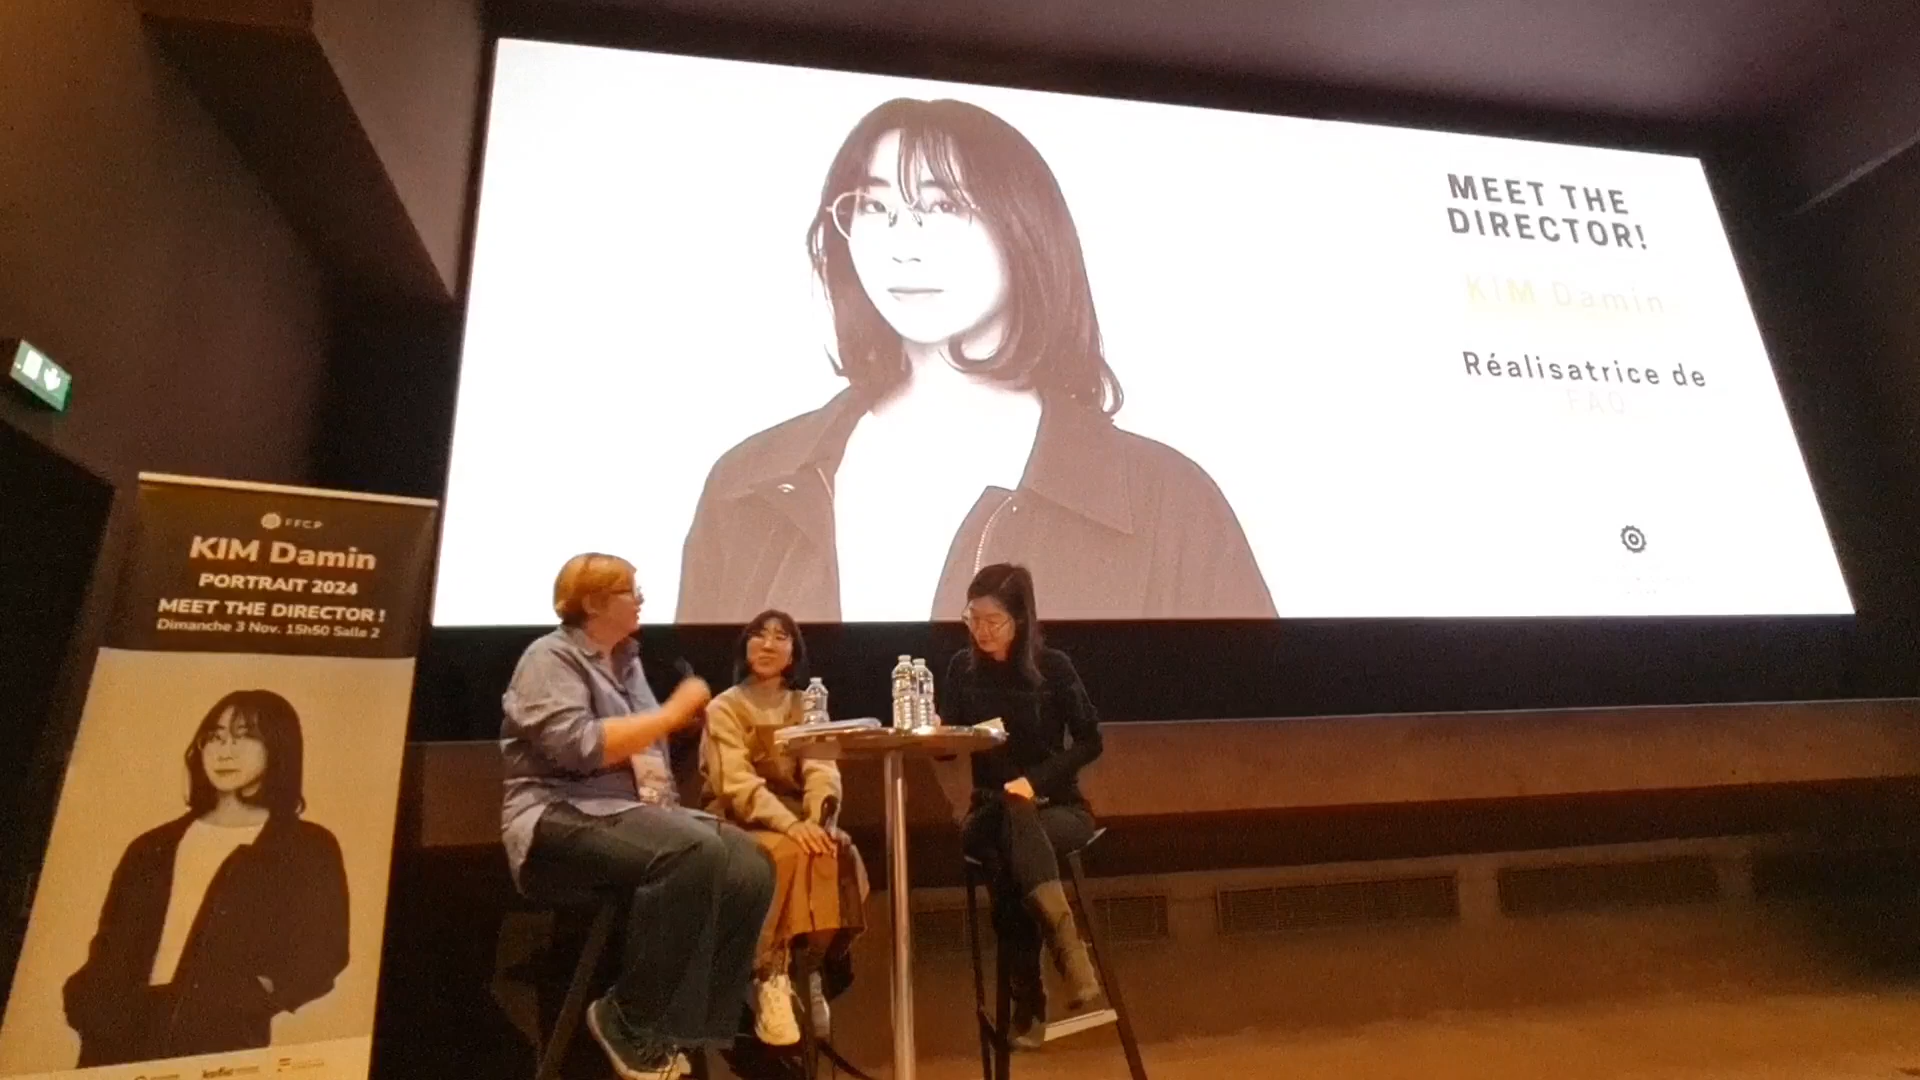 MEET THE
DIRECTOR!
KIM Damin
Réalisatrice de
FAQ
FFCP
KIM Damin
PORTRAIT 2024
MEET THE DIRECTOR !
Dimanche 3 Nov. 15h50 Salle 2